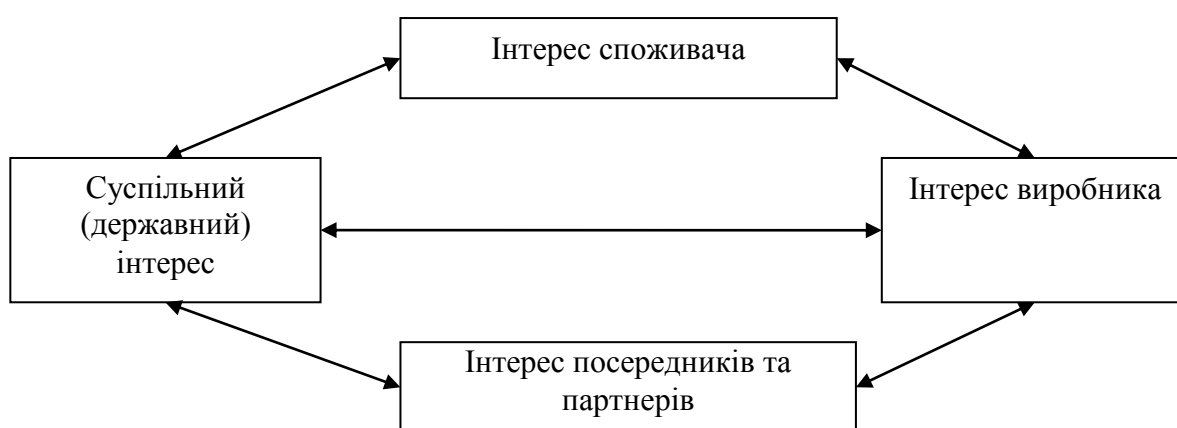 Інтерес споживача
Суспільний
(державний)
інтерес
Інтерес виробника
Інтерес посередників та
партнерів